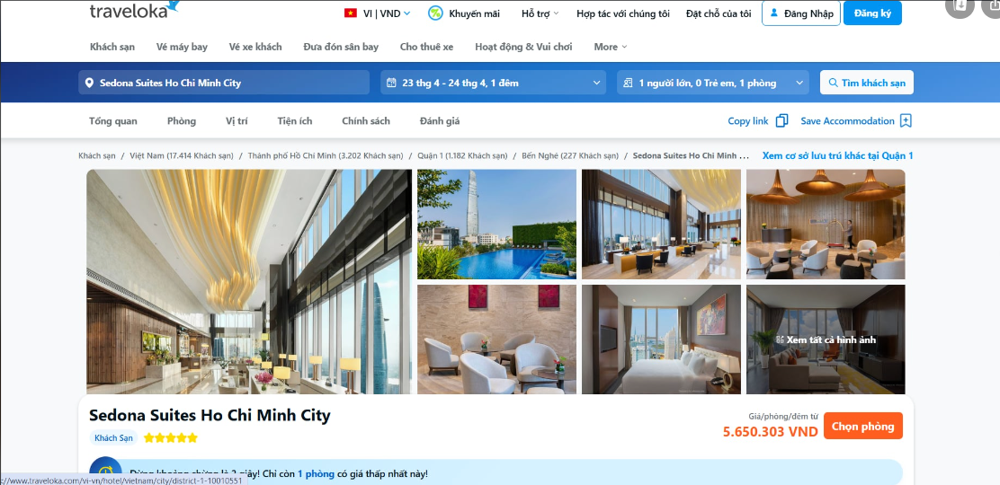 traveloka
VI | VND
Khuyến mãi
Hỗ trợ
Hợp tác với chúng tôi
Đặt chỗ của tôi
Đăng Nhập
Đăng ký
Khách sạn
Vé máy bay
Vé xe khách
Đưa đón sân bay
Cho thuê xe
Hoạt động & Vui chơi
More
Sedona Suites Ho Chi Minh City
23 thg 4 - 24 thg 4, 1 đêm
1 người lớn, 0 Trẻ em, 1 phòng
Tìm khách sạn
Tổng quan
Phòng
Vị trí
Tiện ích
Chính sách
Đánh giá
Copy link
Save Accommodation
Khách sạn / Việt Nam (17.414 Khách sạn) / Thành phố Hồ Chí Minh (3.202 Khách sạn) / Quận 1 (1.182 Khách sạn) / Bến Nghé (227 Khách sạn) / Sedona Suites Ho Chi Minh ...
Xem cơ sở lưu trú khác tại Quận 1
Xem tất cả hình ảnh
Sedona Suites Ho Chi Minh City
Khách Sạn
Giá/phòng/đêm từ
5.650.303 VND
Chọn phòng
Đừng khoảng chừng là 2 giây! Chỉ còn 1 phòng có giá thấp nhất này!
://www.traveloka.com/vi-vn/hotel/vietnam/city/district-1-10010551